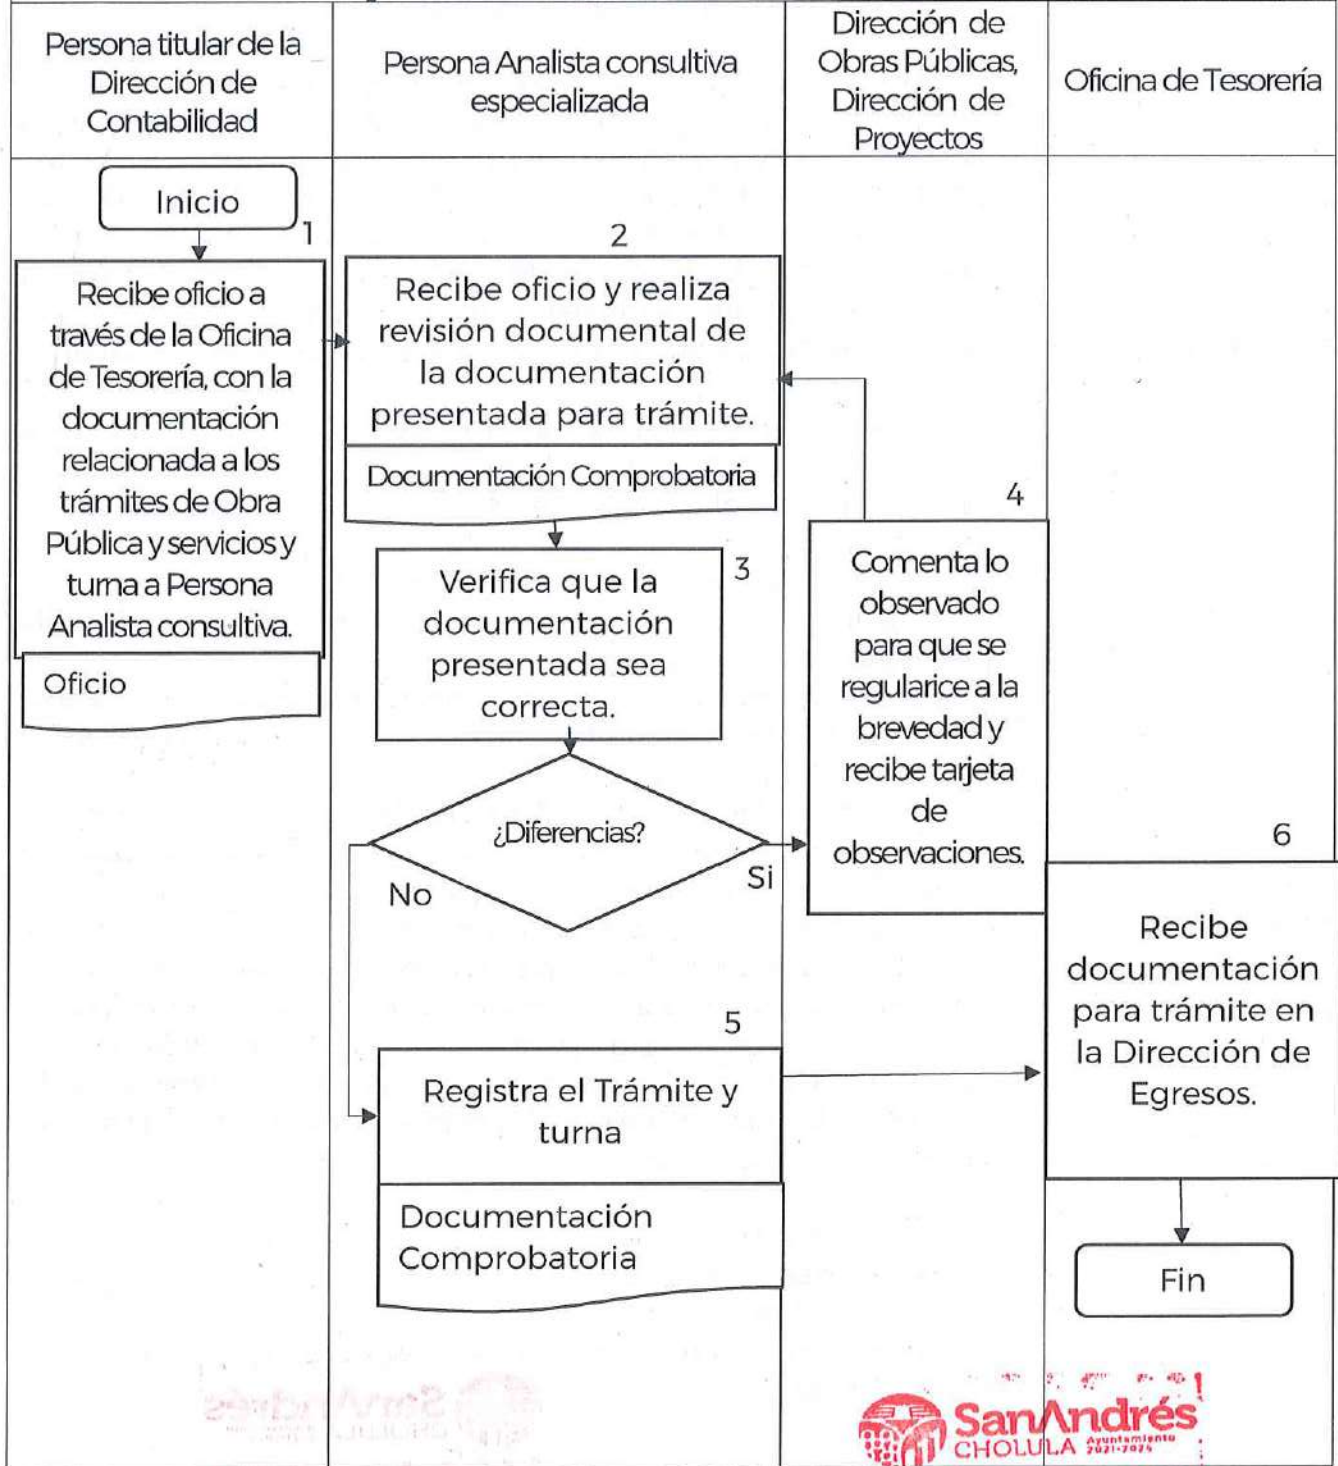 Persona titular de la
Dirección de
Contabilidad
Persona Analista consultiva
especializada
Dirección de
Obras Públicas,
Dirección de
Proyectos
Oficina de Tesorería
Inicio
1
Recibe oficio a
través de la Oficina
de Tesorería, con la
documentación
relacionada a los
trámites de Obra
Pública y servicios y
turna a Persona
Analista consultiva.
Oficio
2
Recibe oficio y realiza
revisión documental de
la documentación
presentada para trámite.
Documentación Comprobatoria
3
Verifica que la
documentación
presentada sea
correcta.
¿Diferencias?
No
Si
4
Comenta lo
observado
para que se
regularice a la
brevedad y
recibe tarjeta
de
observaciones.
5
Registra el Trámite y
turna
Documentación
Comprobatoria
6
Recibe
documentación
para trámite en
la Dirección de
Egresos.
Fin
SanAndrés
CHOLULA
Ayuntamiento
2021-2024